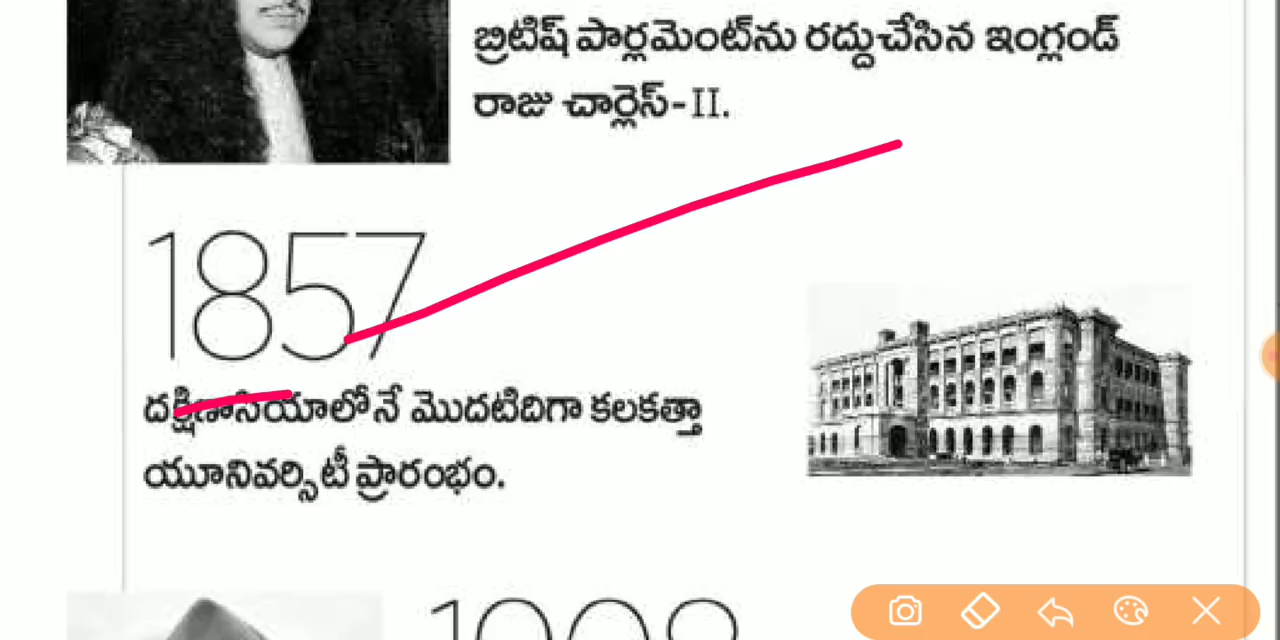 బ్రిటిష్ పార్లమెంట్‌ను రద్దుచేసిన ఇంగ్లండ్
రాజు చార్లెస్-II.
1857
దక్షిణాసియాలోనే మొదటిదిగా కలకత్తా
యూనివర్సిటీ ప్రారంభం.